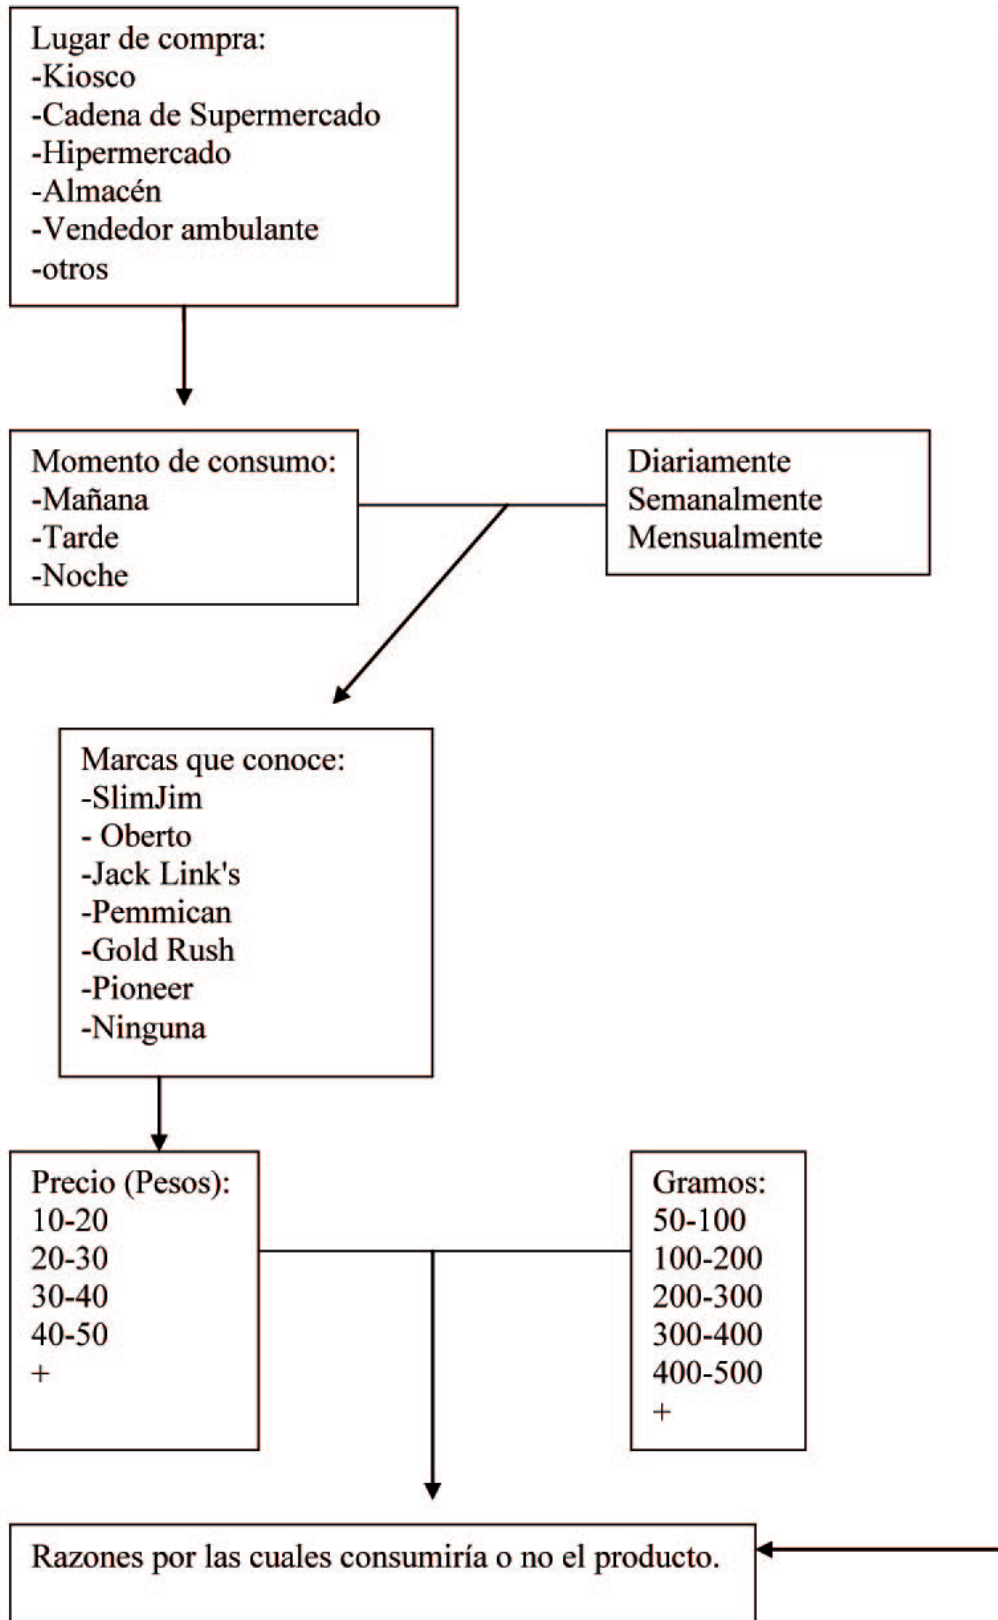 Lugar de compra:
-Kiosco
-Cadena de Supermercado
-Hipermercado
-Almacén
-Vendedor ambulante
-otros
Momento de consumo:
-Mañana
-Tarde
-Noche
Diariamente
Semanalmente
Mensualmente
Marcas que conoce:
-SlimJim
- Oberto
-Jack Link's
-Pemmican
-Gold Rush
-Pioneer
-Ninguna
Precio (Pesos):
10-20
20-30
30-40
40-50
+
Gramos:
50-100
100-200
200-300
300-400
400-500
+
Razones por las cuales consumiría o no el producto.